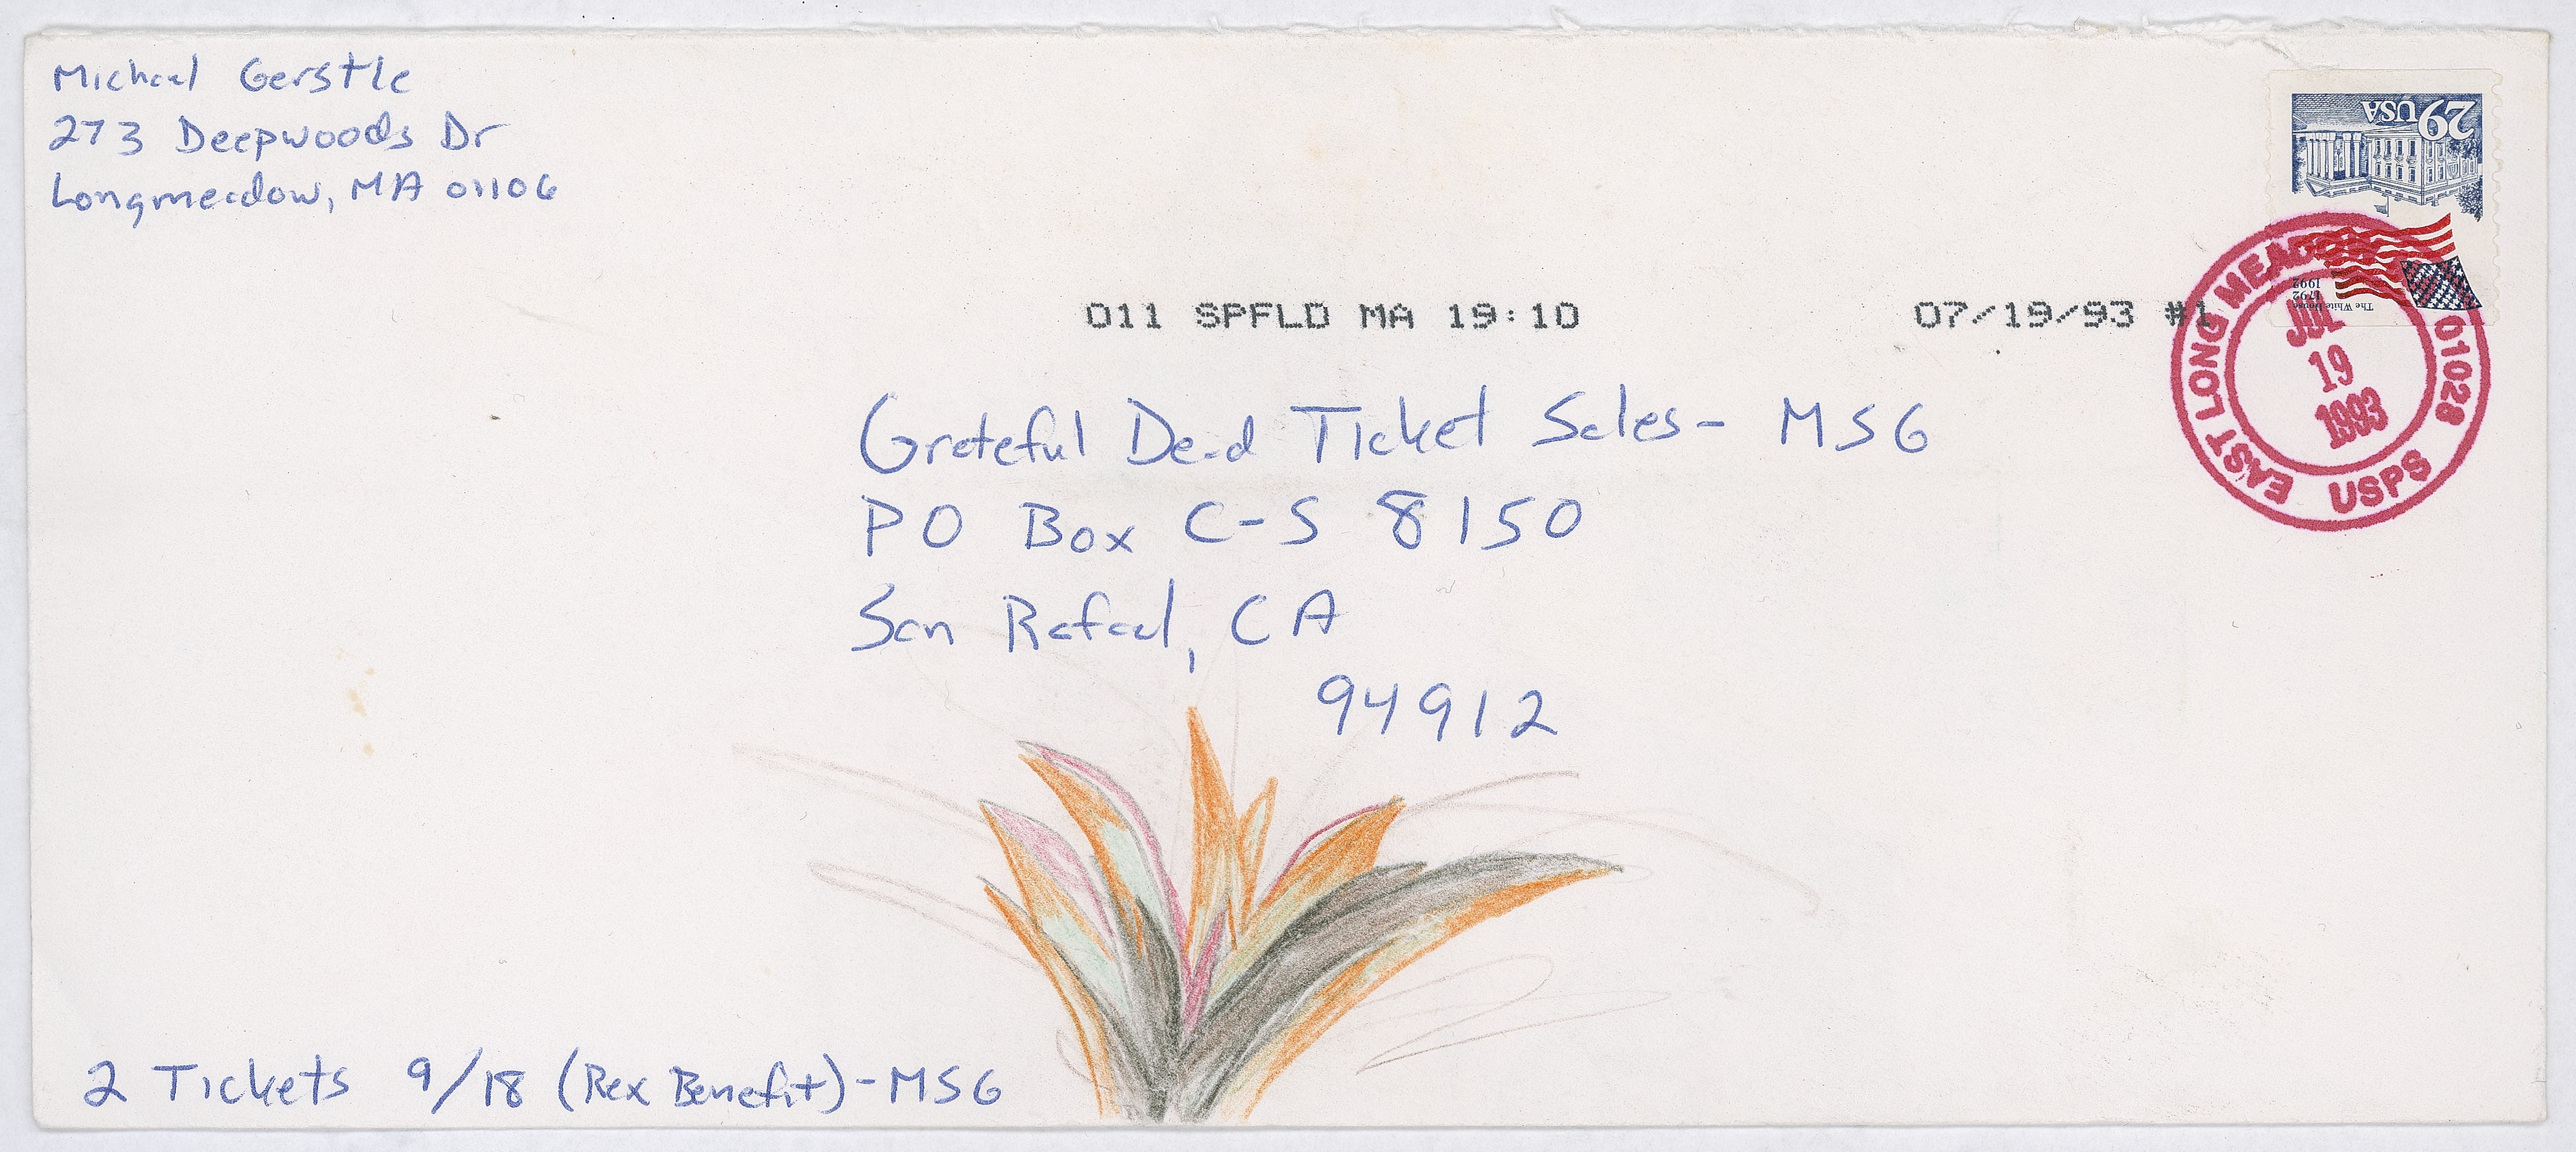 Michael Gerstle
273 Deepwoods Dr
Longmeadow, MA 01106
29 USA
The White House
1792 1992
011 SPFLD MA 19:10 07/19/93 #1
EAST LONG MEADOW 01028
USPS
JUL
19
1993
Grateful Dead Ticket Sales - MSG
PO Box C-S 8150
San Rafael, CA
94912
2 Tickets 9/18 (Rex Benefit) - MSG